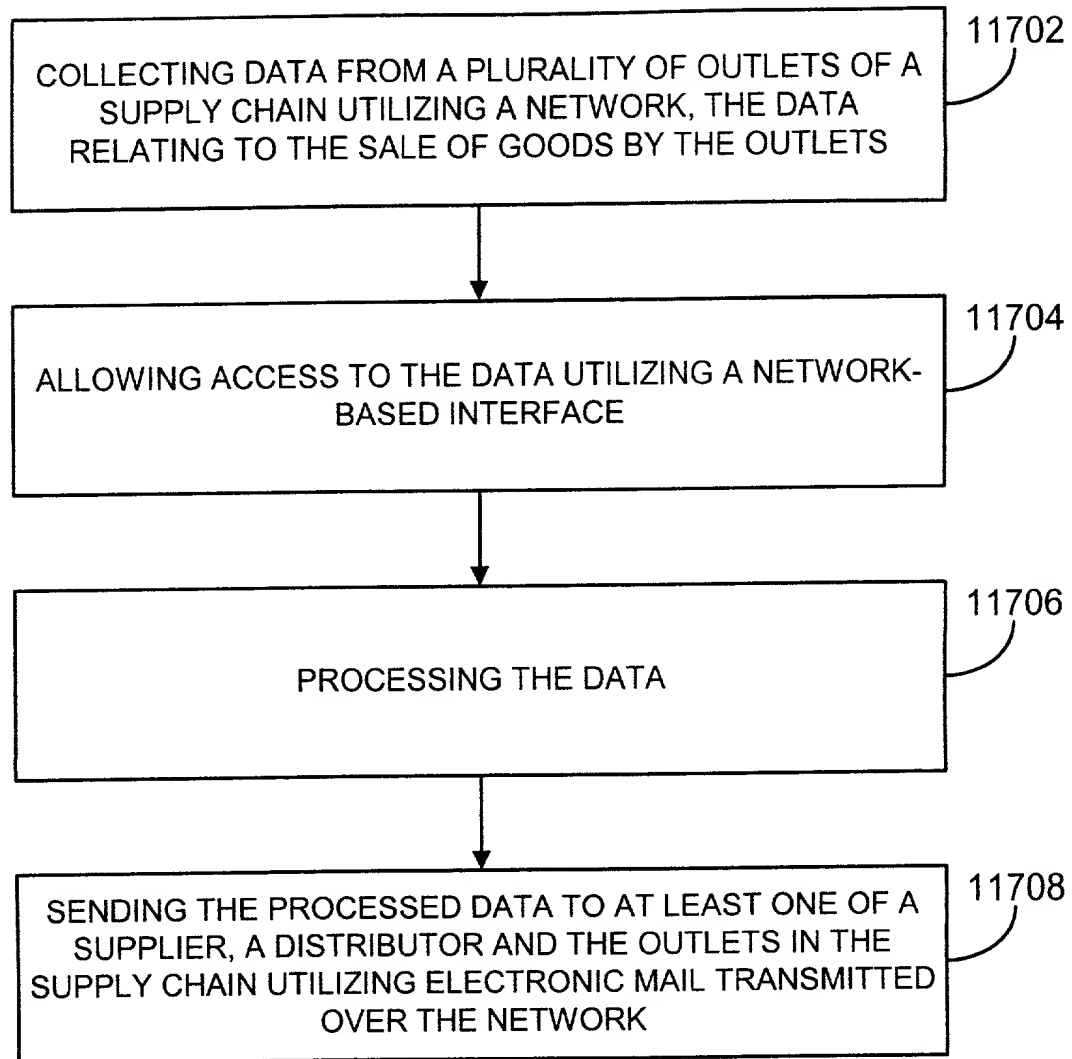 11702
COLLECTING DATA FROM A PLURALITY OF OUTLETS OF A
SUPPLY CHAIN UTILIZING A NETWORK, THE DATA
RELATING TO THE SALE OF GOODS BY THE OUTLETS
11704
ALLOWING ACCESS TO THE DATA UTILIZING A NETWORK-
BASED INTERFACE
11706
PROCESSING THE DATA
11708
SENDING THE PROCESSED DATA TO AT LEAST ONE OF A
SUPPLIER, A DISTRIBUTOR AND THE OUTLETS IN THE
SUPPLY CHAIN UTILIZING ELECTRONIC MAIL TRANSMITTED
OVER THE NETWORK